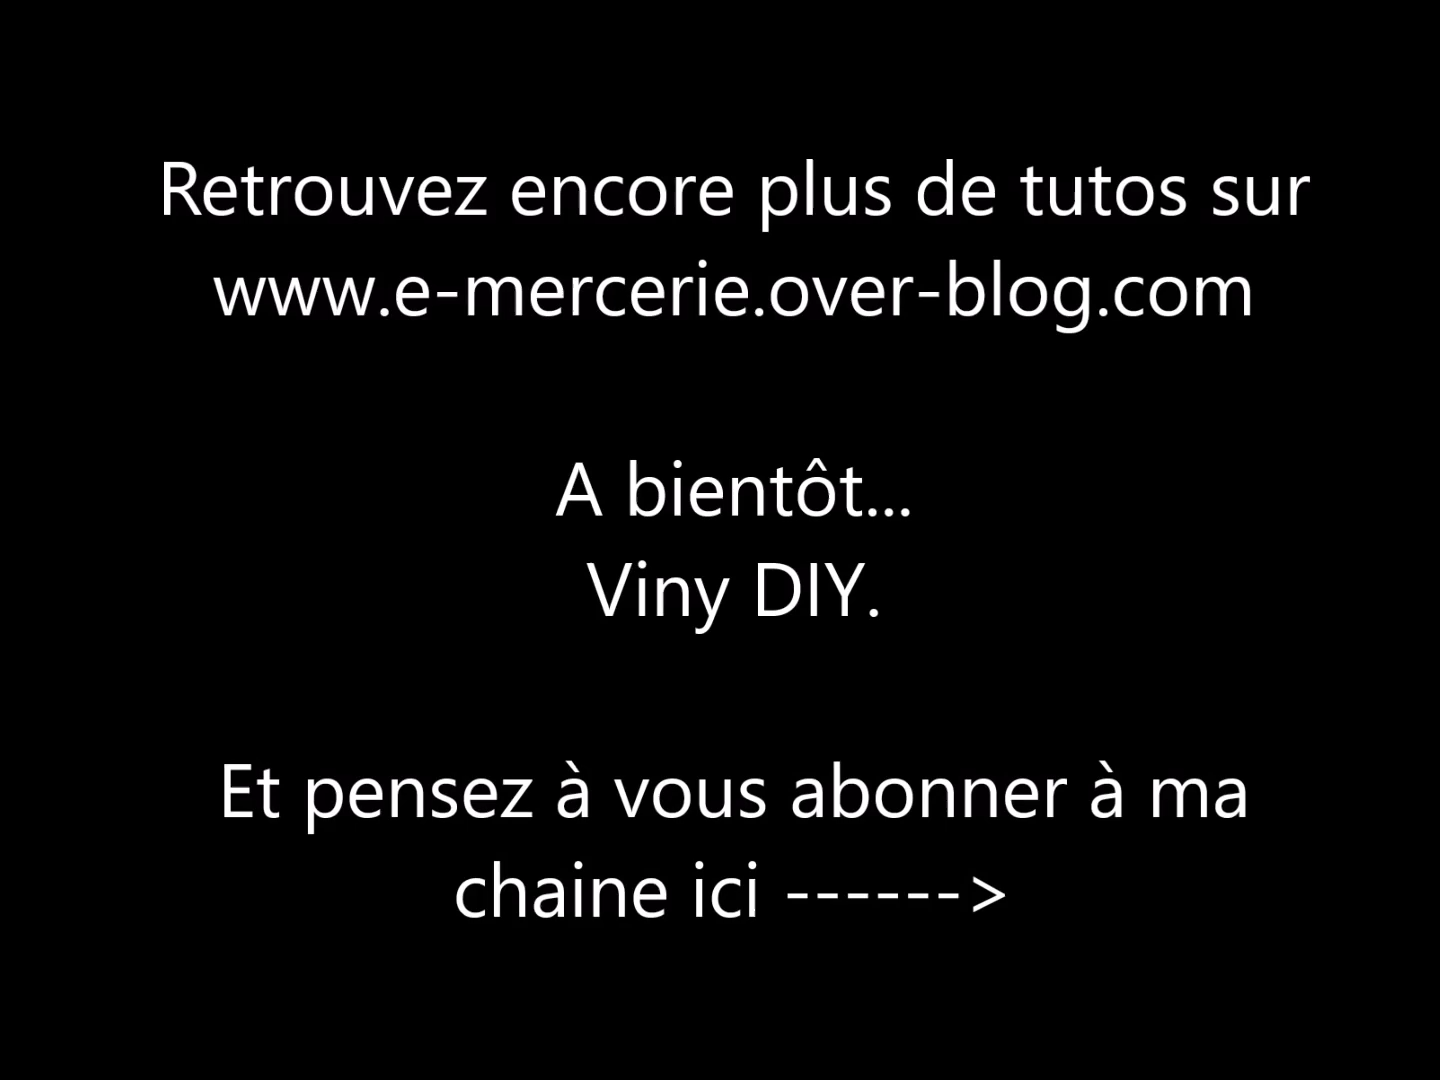 Retrouvez encore plus de tutos sur
www.e-mercerie.over-blog.com
A bientôt...
Viny DIY.
Et pensez à vous abonner à ma
chaine ici ------>